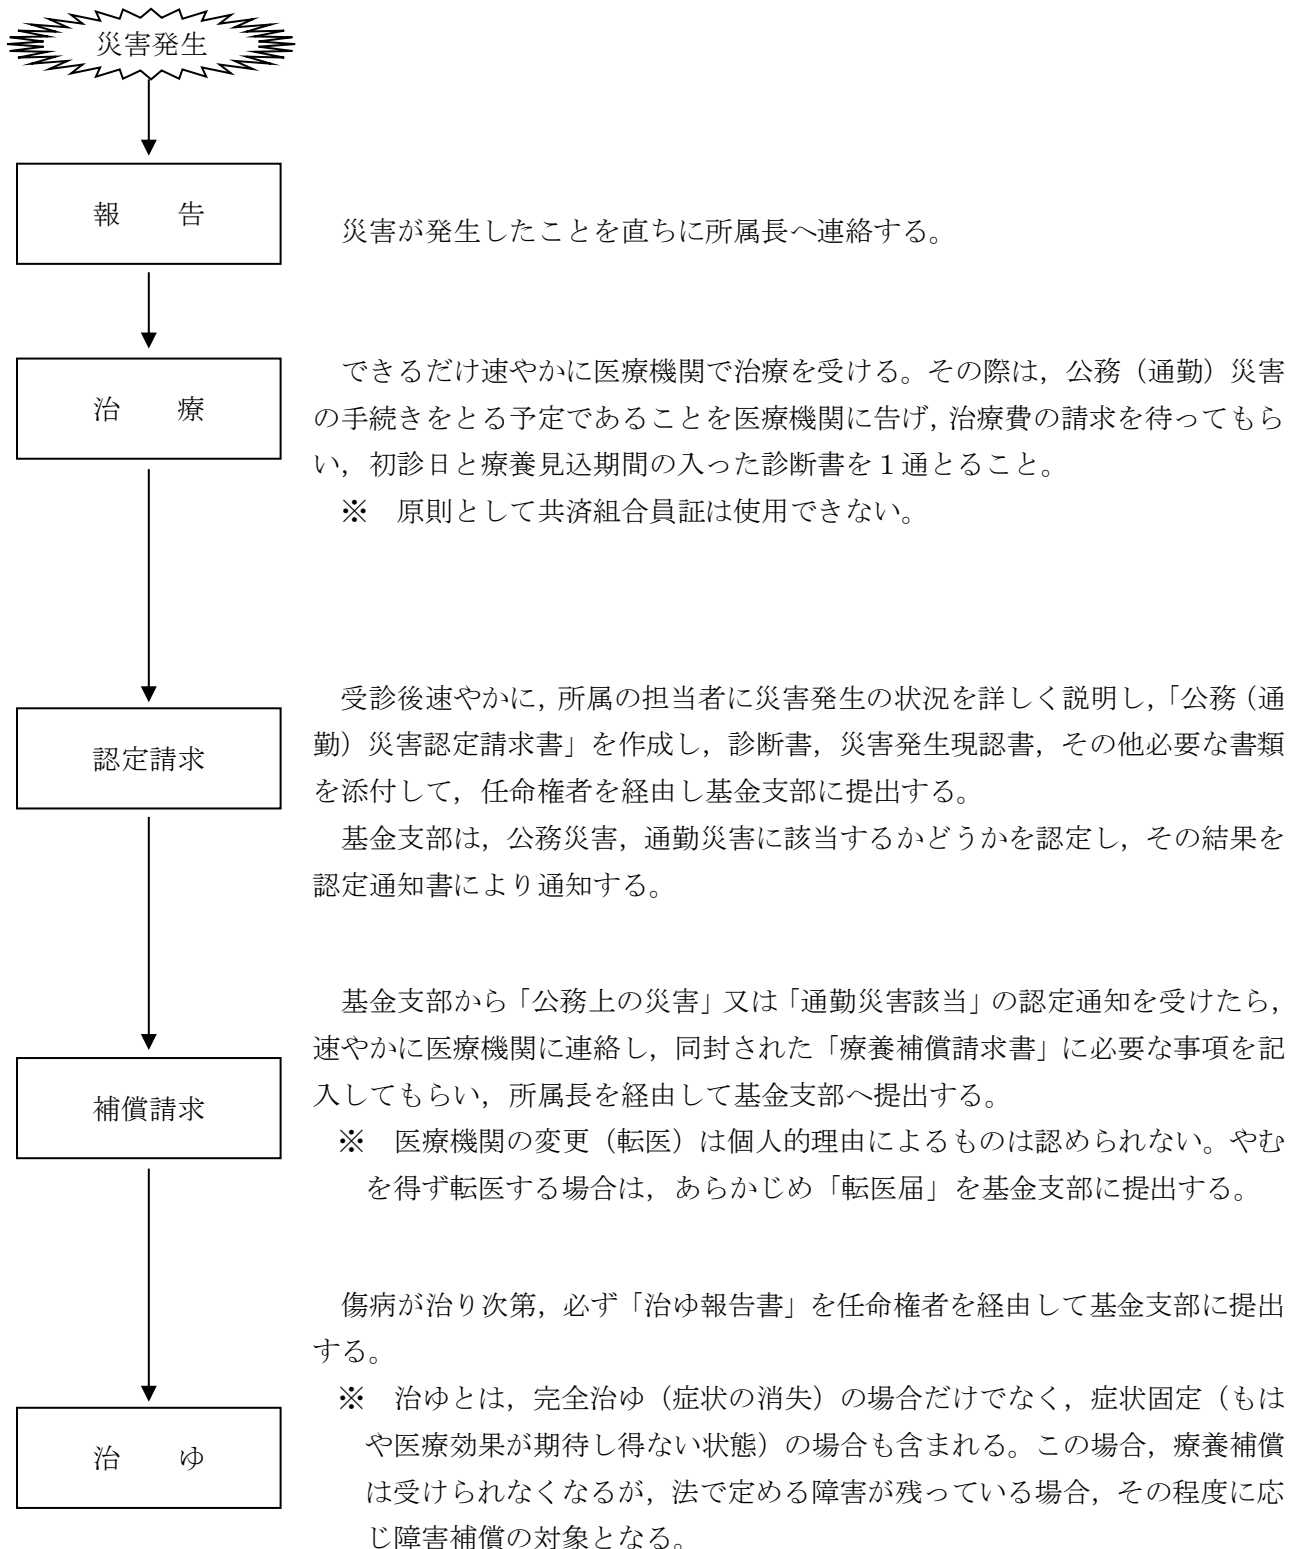 災害発生
報　　告
災害が発生したことを直ちに所属長へ連絡する。
治　　療
できるだけ速やかに医療機関で治療を受ける。その際は，公務（通勤）災害
の手続きをとる予定であることを医療機関に告げ，治療費の請求を待ってもら
い，初診日と療養見込期間の入った診断書を１通とること。
※　原則として共済組合員証は使用できない。
認定請求
受診後速やかに，所属の担当者に災害発生の状況を詳しく説明し，「公務（通
勤）災害認定請求書」を作成し，診断書，災害発生現認書，その他必要な書類
を添付して，任命権者を経由し基金支部に提出する。
基金支部は，公務災害，通勤災害に該当するかどうかを認定し，その結果を
認定通知書により通知する。
補償請求
基金支部から「公務上の災害」又は「通勤災害該当」の認定通知を受けたら，
速やかに医療機関に連絡し，同封された「療養補償請求書」に必要な事項を記
入してもらい，所属長を経由して基金支部へ提出する。
※　医療機関の変更（転医）は個人的理由によるものは認められない。やむ
を得ず転医する場合は，あらかじめ「転医届」を基金支部に提出する。
治　　ゆ
傷病が治り次第，必ず「治ゆ報告書」を任命権者を経由して基金支部に提出
する。
※　治ゆとは，完全治ゆ（症状の消失）の場合だけでなく，症状固定（もは
や医療効果が期待し得ない状態）の場合も含まれる。この場合，療養補償
は受けられなくなるが，法で定める障害が残っている場合，その程度に応
じ障害補償の対象となる。